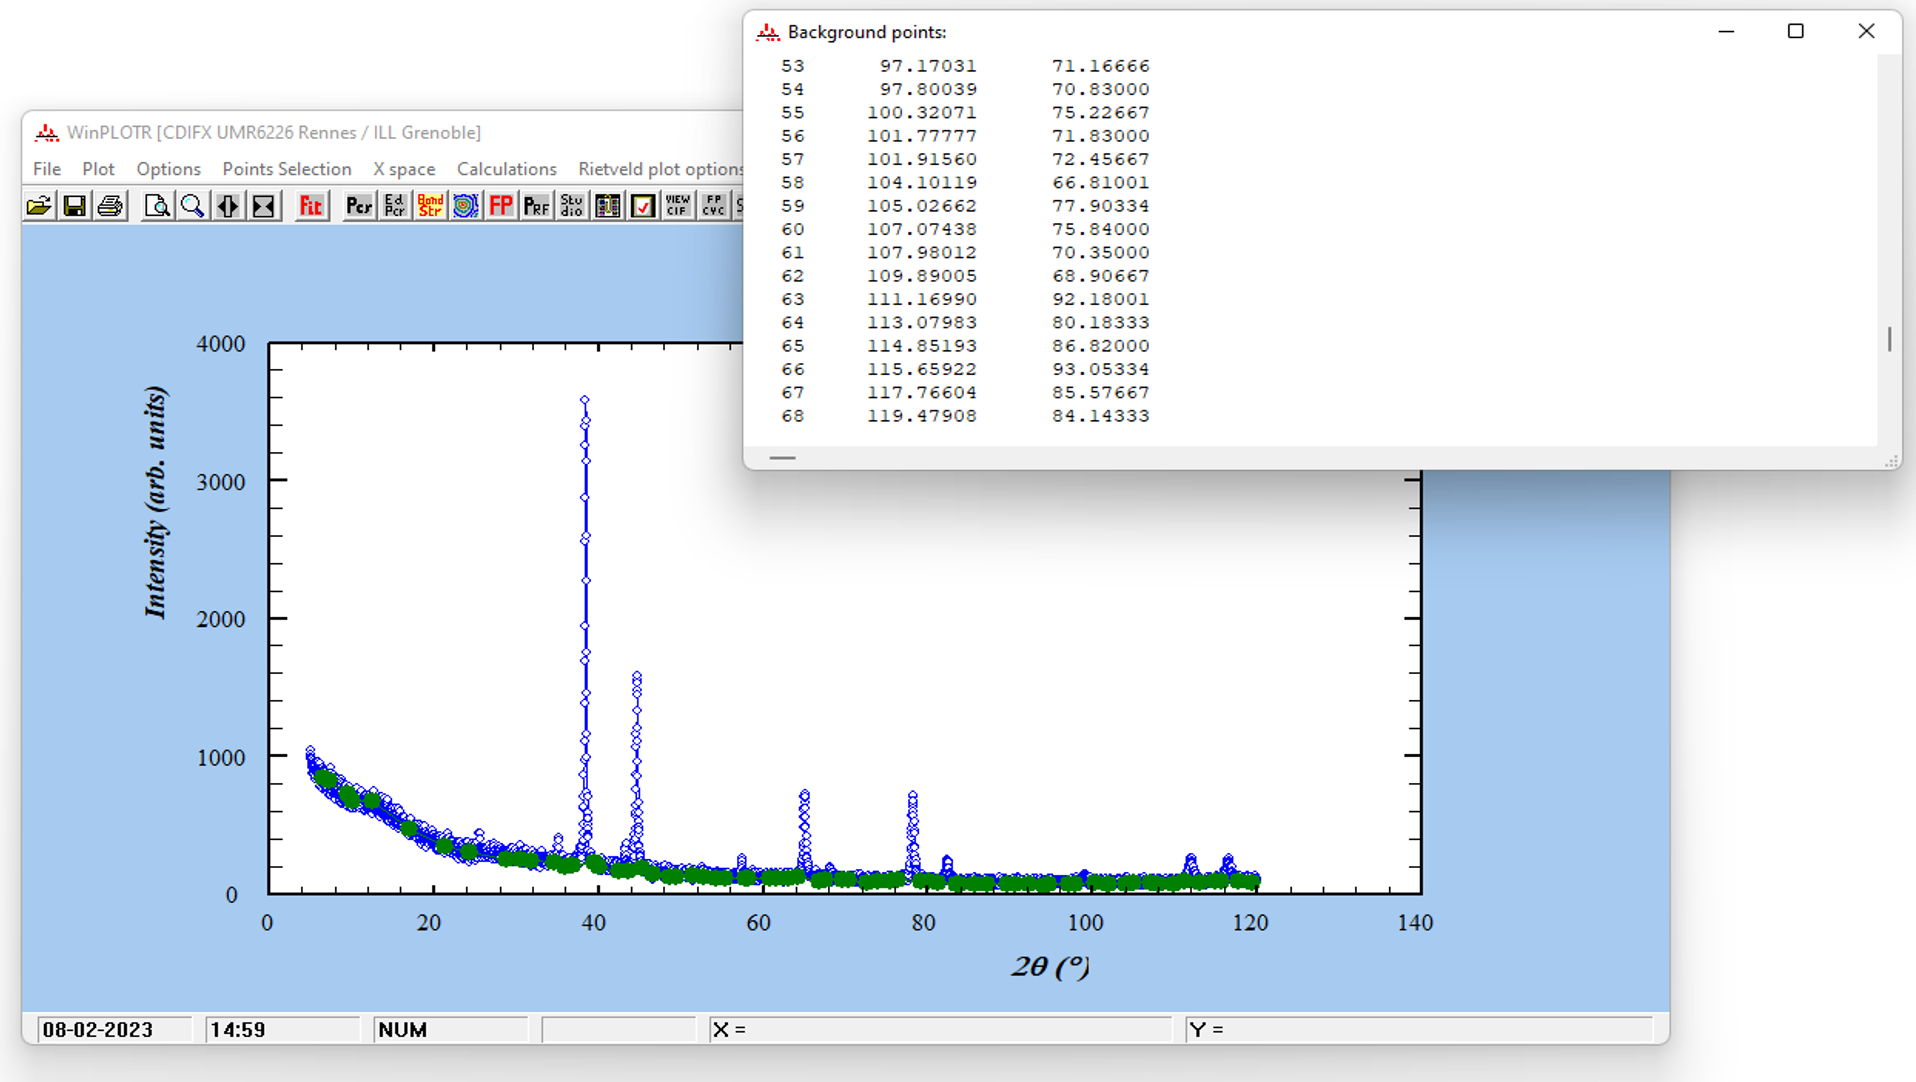 Background points:
53 97.17031 71.16666
54 97.80039 70.83000
55 100.32071 75.22667
56 101.77777 71.83000
57 101.91560 72.45667
58 104.10119 66.81001
59 105.02662 77.90334
60 107.07438 75.84000
61 107.98012 70.35000
62 109.89005 68.90667
63 111.16990 92.18001
64 113.07983 80.18333
65 114.85193 86.82000
66 115.65922 93.05334
67 117.76604 85.57667
68 119.47908 84.14333
WinPLOTR [CDIFX UMR6226 Rennes / ILL Grenoble]
File Plot Options Points Selection X space Calculations Rietveld plot options
Fit Pcr Ed Pcr Bond Str FP PRF Stu dio VIEW CIF FP CYC
4000
3000
2000
1000
0
Intensity (arb. units)
0 20 40 60 80 100 120 140
2θ (°)
08-02-2023 14:59 NUM X = Y =